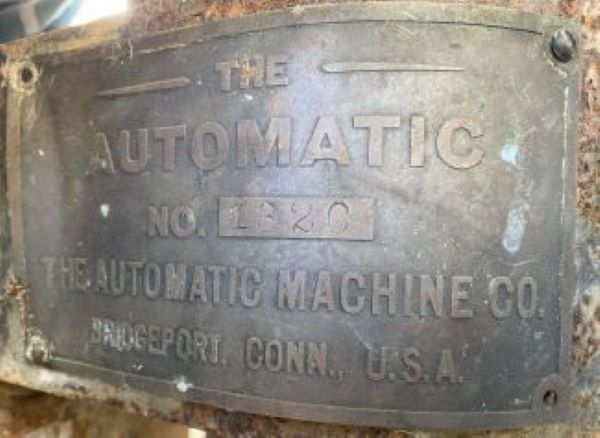 THE
AUTOMATIC
NO.
THE AUTOMATIC MACHINE CO.
BRIDGEPORT, CONN., U.S.A.